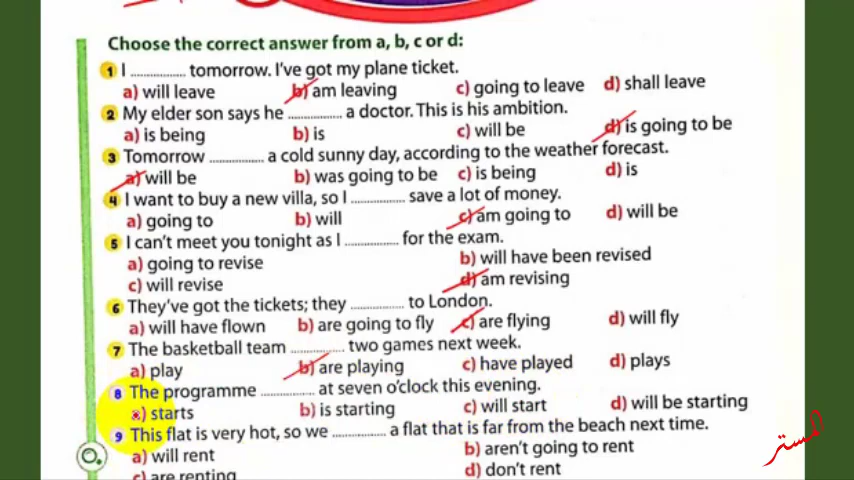 Choose the correct answer from a, b, c or d:
1 I .................. tomorrow. I've got my plane ticket.
a) will leave b) am leaving c) going to leave d) shall leave
2 My elder son says he .................. a doctor. This is his ambition.
a) is being b) is c) will be d) is going to be
3 Tomorrow .................. a cold sunny day, according to the weather forecast.
a) will be b) was going to be c) is being d) is
4 I want to buy a new villa, so I .................. save a lot of money.
a) going to b) will c) am going to d) will be
5 I can't meet you tonight as I .................. for the exam.
a) going to revise b) will have been revised
c) will revise d) am revising
6 They've got the tickets; they .................. to London.
a) will have flown b) are going to fly c) are flying d) will fly
7 The basketball team .................. two games next week.
a) play b) are playing c) have played d) plays
8 The programme .................. at seven o'clock this evening.
a) starts b) is starting c) will start d) will be starting
9 This flat is very hot, so we .................. a flat that is far from the beach next time.
a) will rent b) aren't going to rent
c) are renting d) don't rent
المستر